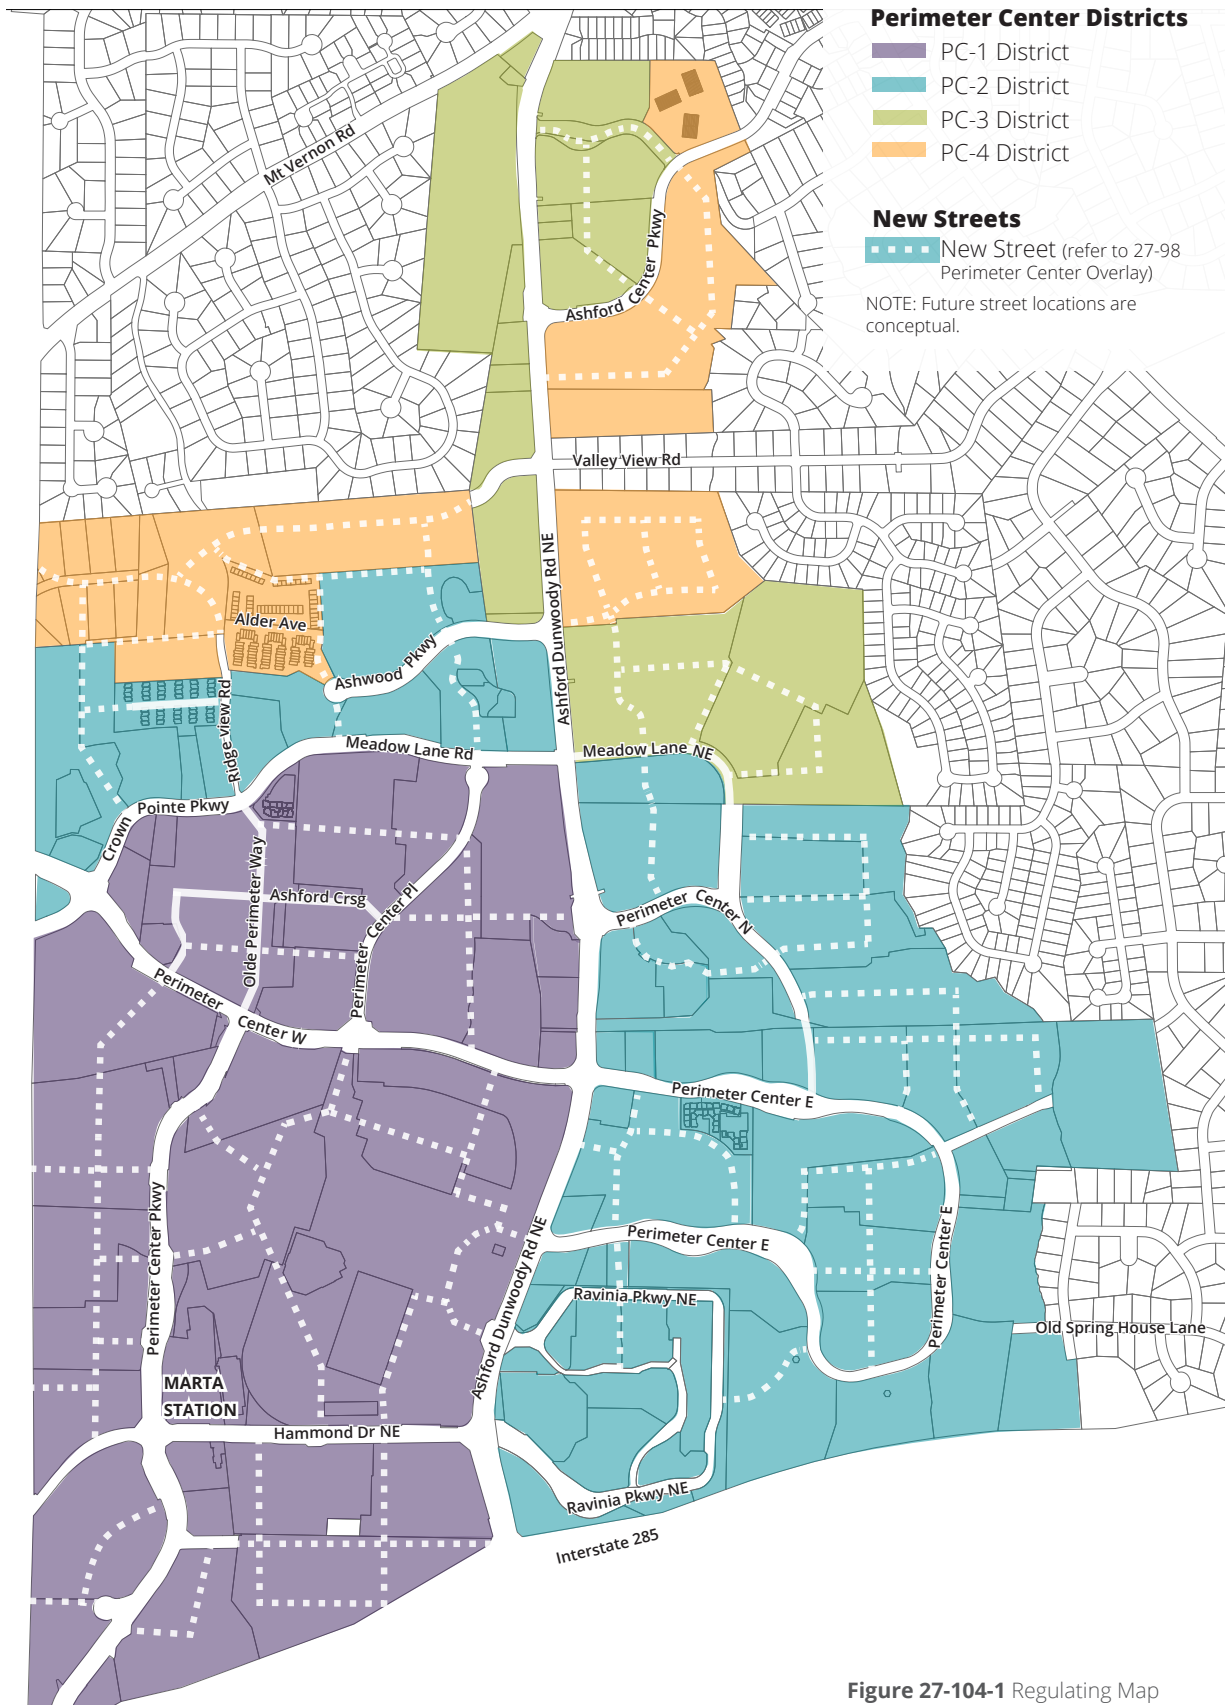 Perimeter Center Districts
PC-1 District
PC-2 District
PC-3 District
PC-4 District
New Streets
New Street (refer to 27-98
Perimeter Center Overlay)
NOTE: Future street locations are
conceptual.
Mt Vernon Rd
Ashford Center Pkwy
Valley View Rd
Ashford Dunwoody Rd NE
Alder Ave
Ashwood Pkwy
Ridge view Rd
Meadow Lane Rd
Meadow Lane NE
Crown Pointe Pkwy
Olde Perimeter Way
Ashford Crsg
Perimeter Center Pl
Perimeter Center N
Perimeter Center W
Perimeter Center E
Perimeter Center Pkwy
Ashford Dunwoody Rd NE
Perimeter Center E
Perimeter Center E
Ravinia Pkwy NE
Old Spring House Lane
MARTA
STATION
Hammond Dr NE
Ravinia Pkwy NE
Interstate 285
Figure 27-104-1 Regulating Map